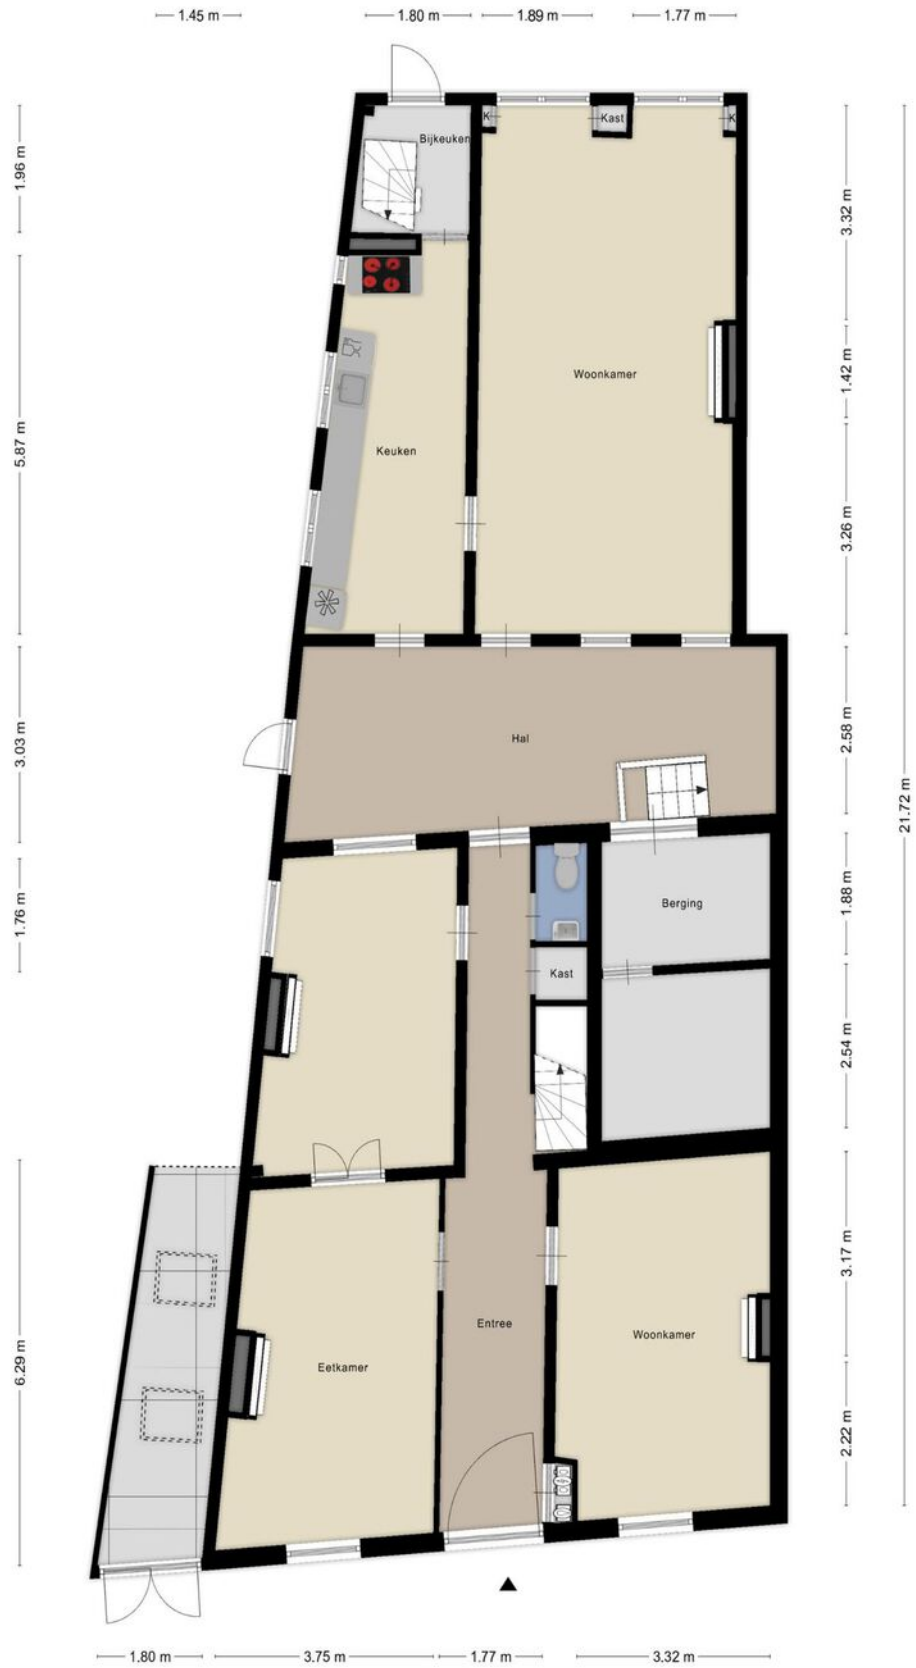 1.45 m 1.80 m 1.89 m 1.77 m
K Kast K
Bijkeuken
1.96 m
3.32 m
Woonkamer
1.42 m
Keuken
5.87 m
3.26 m
Hal
3.03 m
2.58 m
21.72 m
Berging
1.88 m
1.76 m
Kast
2.54 m
3.17 m
Entree
Woonkamer
Eetkamer
6.29 m
2.22 m
1.80 m 3.75 m 1.77 m 3.32 m